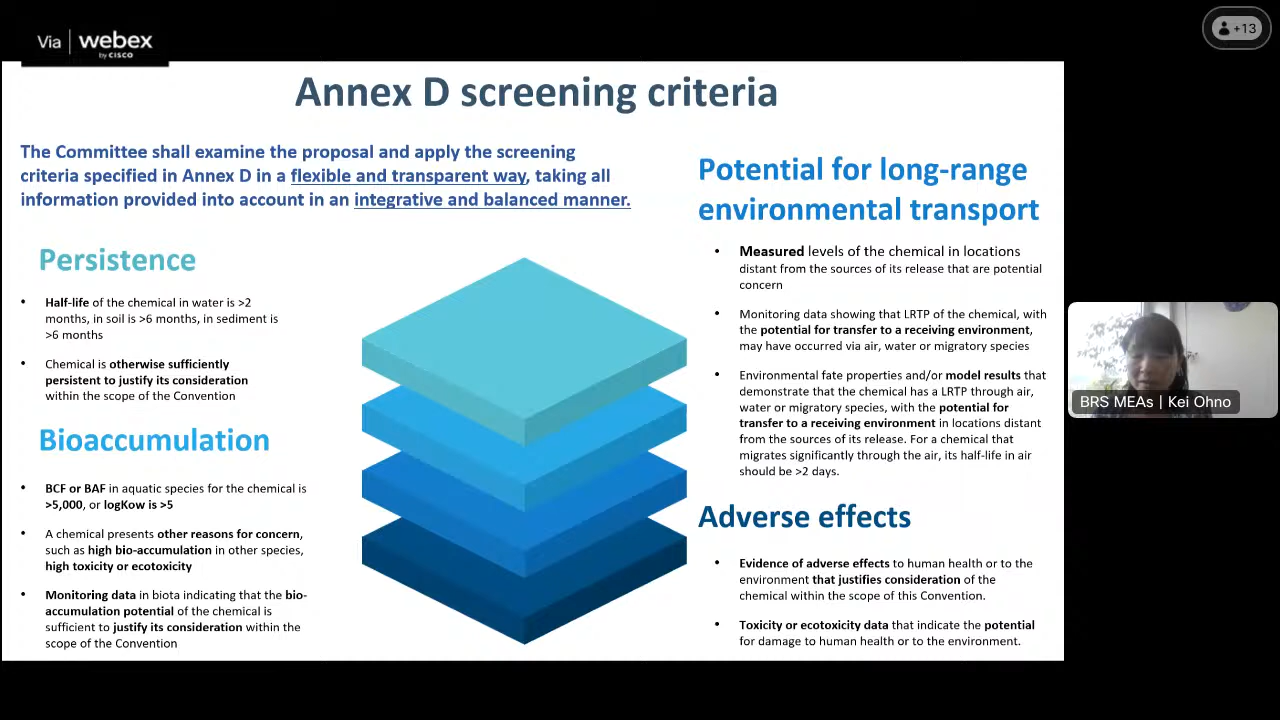 Via | webex
by CISCO
+13
Annex D screening criteria
The Committee shall examine the proposal and apply the screening
criteria specified in Annex D in a flexible and transparent way, taking all
information provided into account in an integrative and balanced manner.
Persistence
• Half-life of the chemical in water is >2
months, in soil is >6 months, in sediment is
>6 months
• Chemical is otherwise sufficiently
persistent to justify its consideration
within the scope of the Convention
Bioaccumulation
• BCF or BAF in aquatic species for the chemical is
>5,000, or logKow is >5
• A chemical presents other reasons for concern,
such as high bio-accumulation in other species,
high toxicity or ecotoxicity
• Monitoring data in biota indicating that the bio-
accumulation potential of the chemical is
sufficient to justify its consideration within the
scope of the Convention
Potential for long-range
environmental transport
• Measured levels of the chemical in locations
distant from the sources of its release that are potential
concern
• Monitoring data showing that LRTP of the chemical, with
the potential for transfer to a receiving environment,
may have occurred via air, water or migratory species
• Environmental fate properties and/or model results that
demonstrate that the chemical has a LRTP through air,
water or migratory species, with the potential for
transfer to a receiving environment in locations distant
from the sources of its release. For a chemical that
migrates significantly through the air, its half-life in air
should be >2 days.
Adverse effects
• Evidence of adverse effects to human health or to the
environment that justifies consideration of the
chemical within the scope of this Convention.
• Toxicity or ecotoxicity data that indicate the potential
for damage to human health or to the environment.
BRS MEAs | Kei Ohno